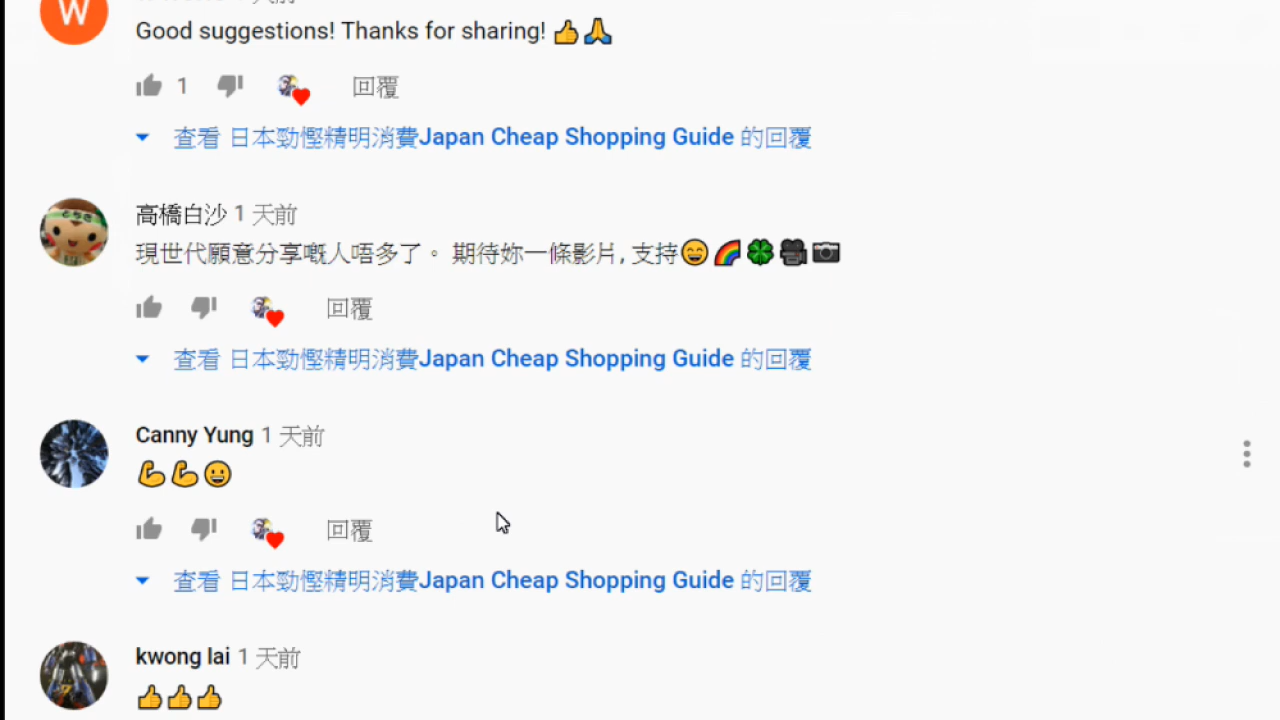 W
Good suggestions! Thanks for sharing! 👍🙏
1 回覆
查看 日本勁慳精明消費Japan Cheap Shopping Guide 的回覆
高橋白沙 1 天前
現世代願意分享嘅人唔多了。 期待妳一條影片, 支持😄🌈🍀🎥📷
回覆
查看 日本勁慳精明消費Japan Cheap Shopping Guide 的回覆
Canny Yung 1 天前
💪💪😀
回覆
查看 日本勁慳精明消費Japan Cheap Shopping Guide 的回覆
kwong lai 1 天前
👍👍👍